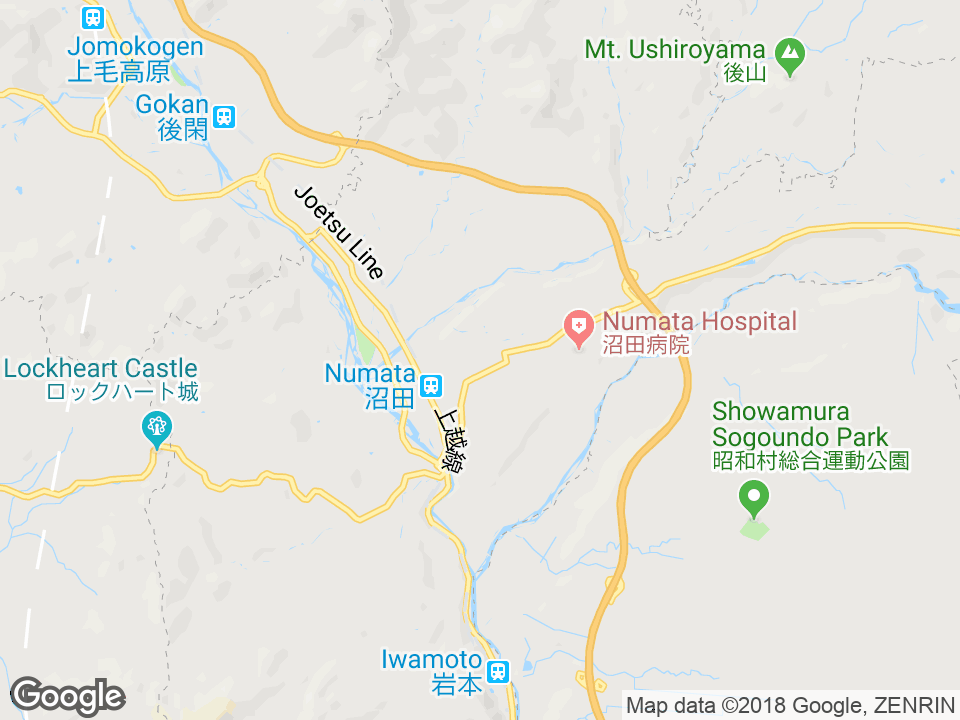 Jomokogen
上毛高原
Mt. Ushiroyama
後山
Gokan
後閑
Joetsu Line
Numata Hospital
沼田病院
Lockheart Castle
ロックハート城
Numata
沼田
上越線
Showamura
Sogoundo Park
昭和村総合運動公園
Iwamoto
岩本
Google
Map data ©2018 Google, ZENRIN